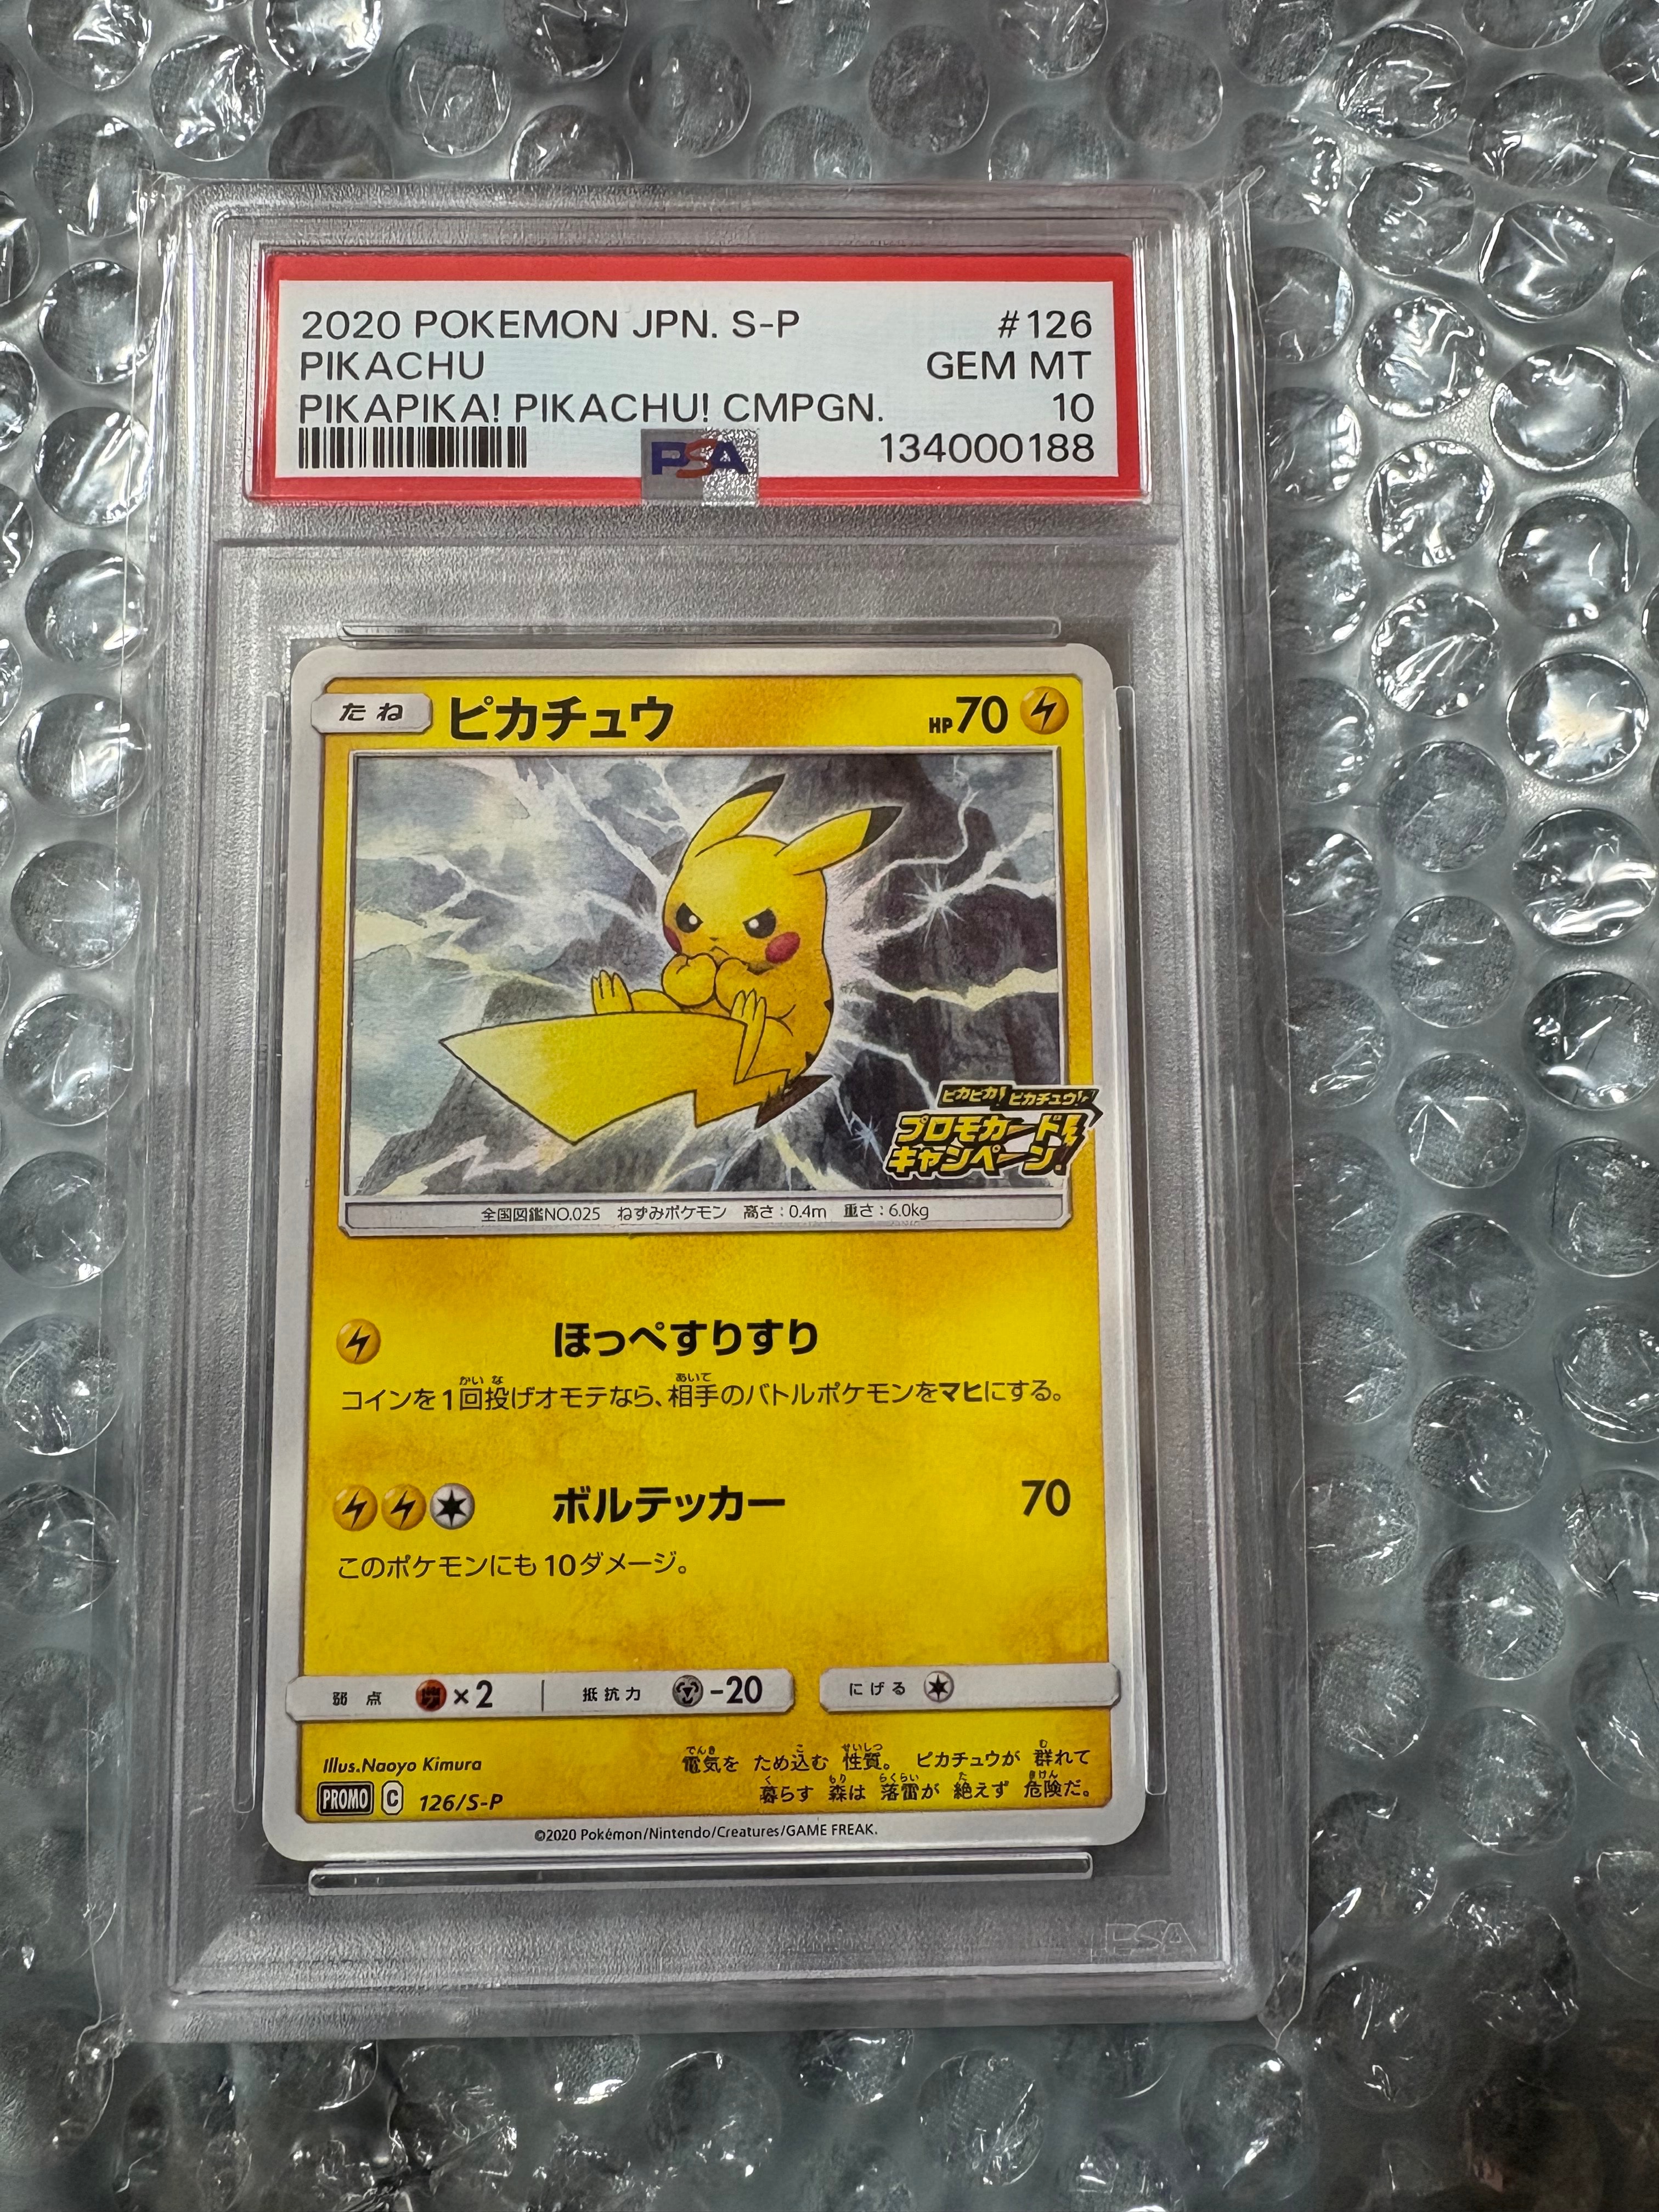 2020 POKEMON JPN. S-P #126
PIKACHU GEM MT
PIKAPIKA! PIKACHU! CMPGN. 10
PSA 134000188
たね ピカチュウ HP70
ピカピカ! ピカチュウ!
プロモカード
キャンペーン!
全国図鑑NO.025 ねずみポケモン 高さ:0.4m 重さ:6.0kg
ほっぺすりすり
コインを1回投げオモテなら、相手のバトルポケモンをマヒにする。
ボルテッカー 70
このポケモンにも10ダメージ。
弱点 ×2 抵抗力 -20 にげる
Illus.Naoyo Kimura
電気を ため込む 性質。 ピカチュウが 群れて
暮らす 森は 落雷が 絶えず 危険だ。
PROMO C 126/S-P
©2020 Pokémon/Nintendo/Creatures/GAME FREAK.
PSA